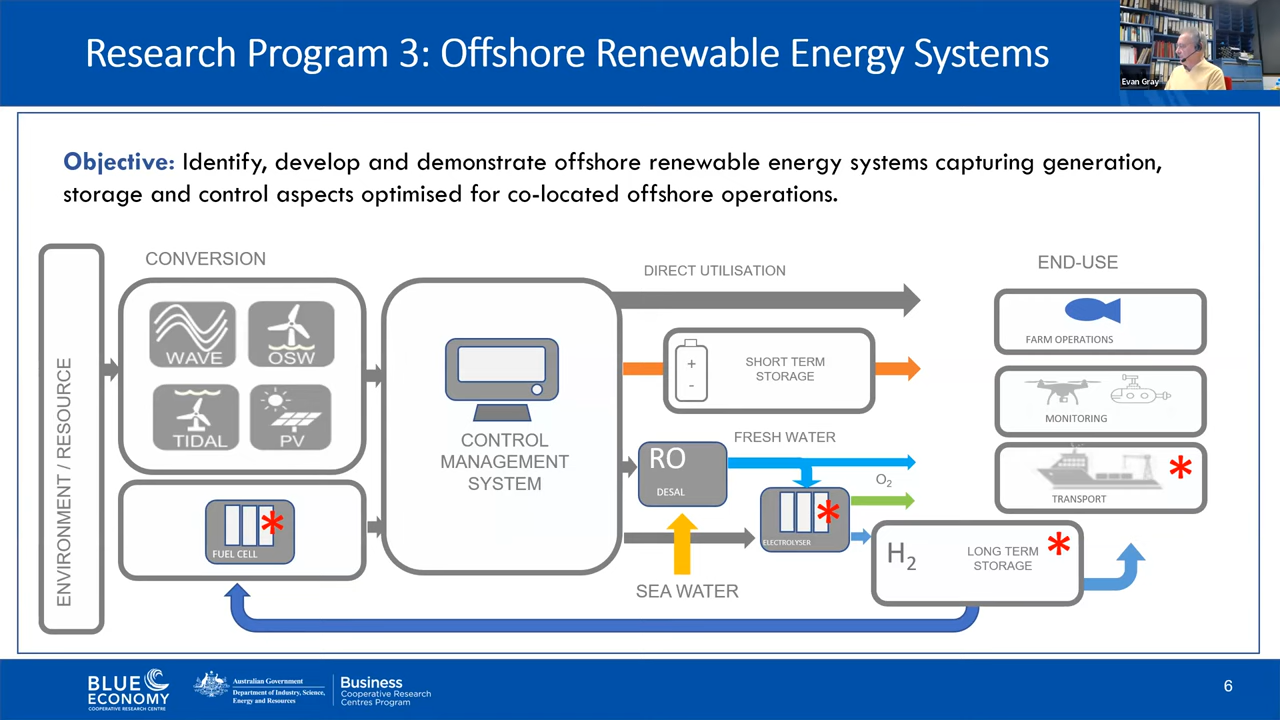 Research Program 3: Offshore Renewable Energy Systems
Evan Gray
Objective: Identify, develop and demonstrate offshore renewable energy systems capturing generation,
storage and control aspects optimised for co-located offshore operations.
ENVIRONMENT / RESOURCE
CONVERSION
WAVE
OSW
TIDAL
PV
FUEL CELL
CONTROL
MANAGEMENT
SYSTEM
DIRECT UTILISATION
+
-
SHORT TERM
STORAGE
FRESH WATER
RO
DESAL
O₂
ELECTROLYSER
SEA WATER
H₂
LONG TERM
STORAGE
END-USE
FARM OPERATIONS
MONITORING
TRANSPORT
BLUE
ECONOMY
COOPERATIVE RESEARCH CENTRE
Australian Government
Department of Industry, Science,
Energy and Resources
Business
Cooperative Research
Centres Program
6